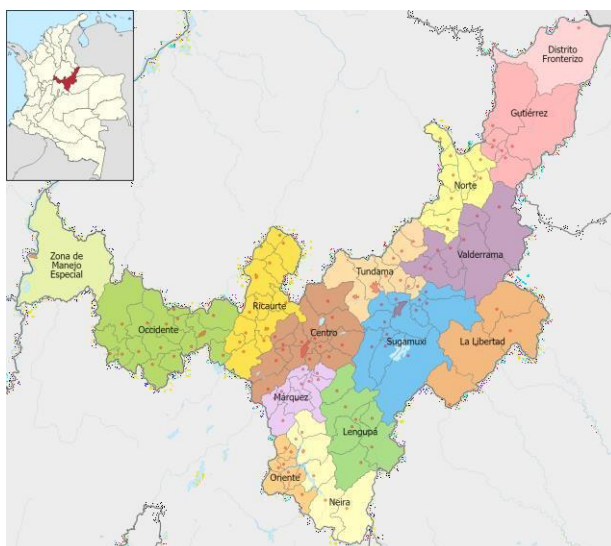 Distrito
Fronterizo
Gutiérrez
Norte
Valderrama
Zona de
Manejo
Especial
Tundama
Ricaurte
Occidente
Centro
Sugamuxi
La Libertad
Márquez
Lengupá
Oriente
Neira